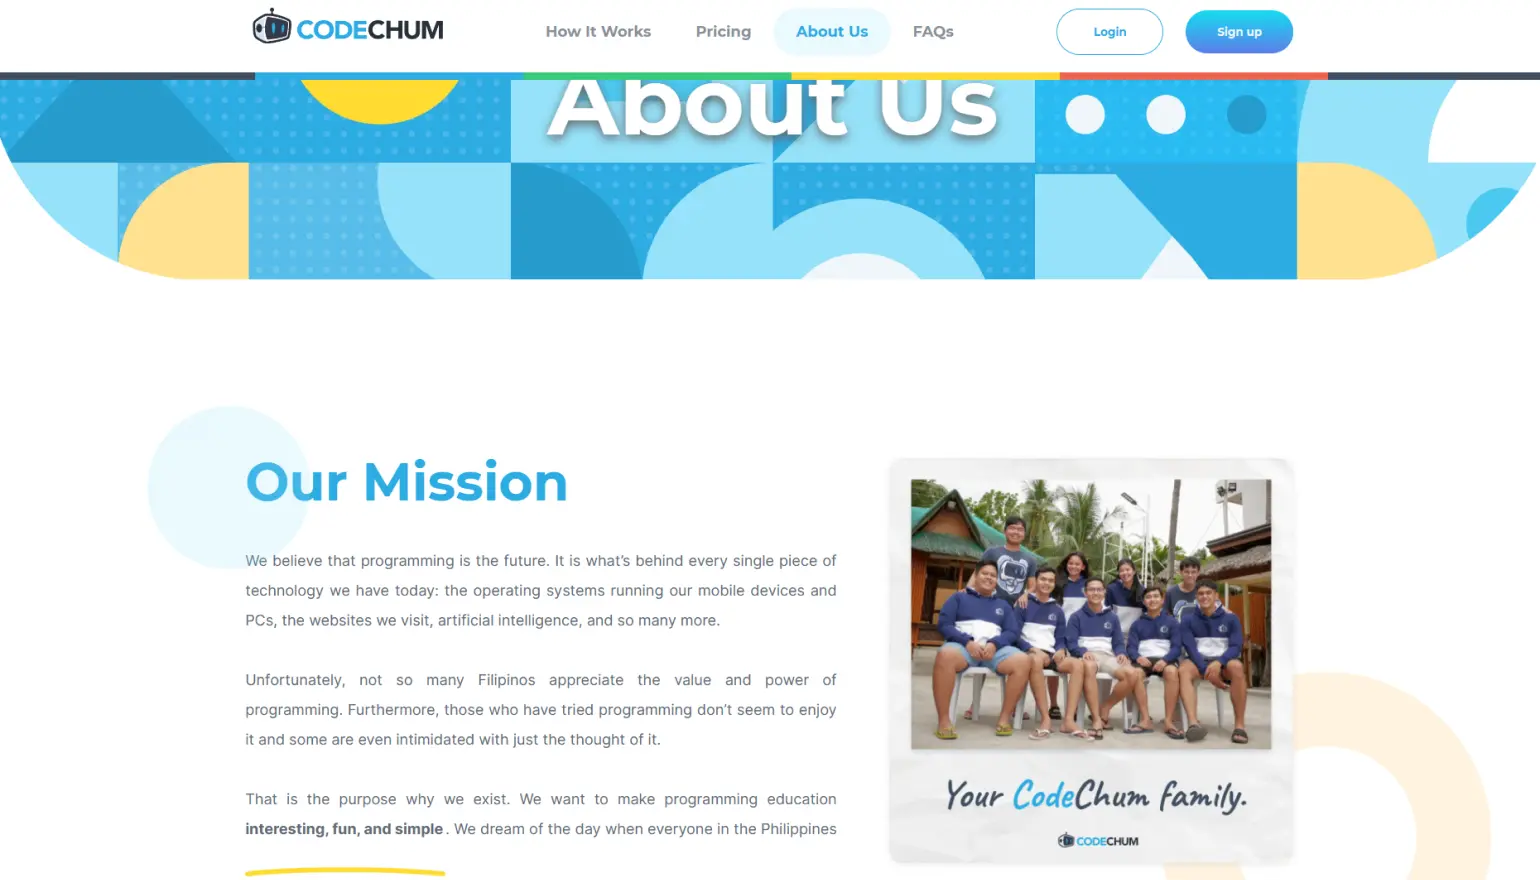 CODECHUM
How It Works
Pricing
About Us
FAQs
Login
Sign up
About Us
Our Mission
We believe that programming is the future. It is what’s behind every single piece of
technology we have today: the operating systems running our mobile devices and
PCs, the websites we visit, artificial intelligence, and so many more.
Unfortunately, not so many Filipinos appreciate the value and power of
programming. Furthermore, those who have tried programming don’t seem to enjoy
it and some are even intimidated with just the thought of it.
That is the purpose why we exist. We want to make programming education
interesting, fun, and simple . We dream of the day when everyone in the Philippines
Your CodeChum family.
CODECHUM